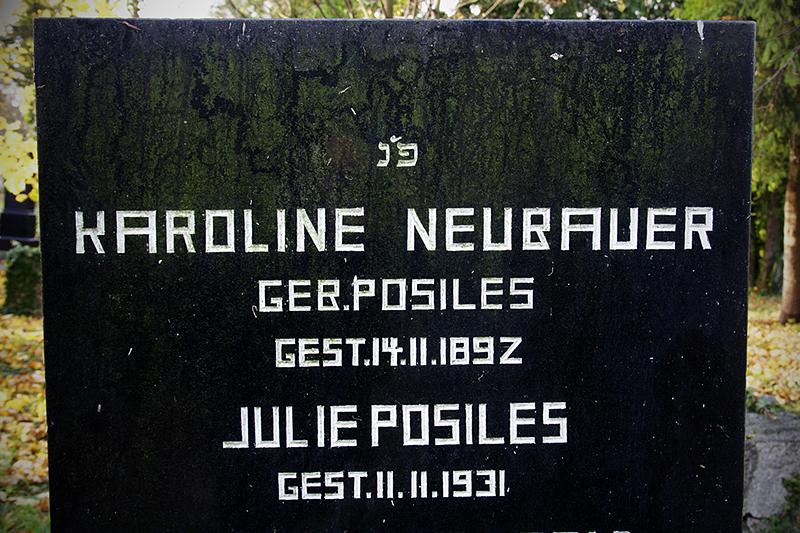 פ״נ
KAROLINE NEUBAUER
GEB. POSILES
GEST. 14. 11. 1892
JULIE POSILES
GEST. 11. 11. 1931